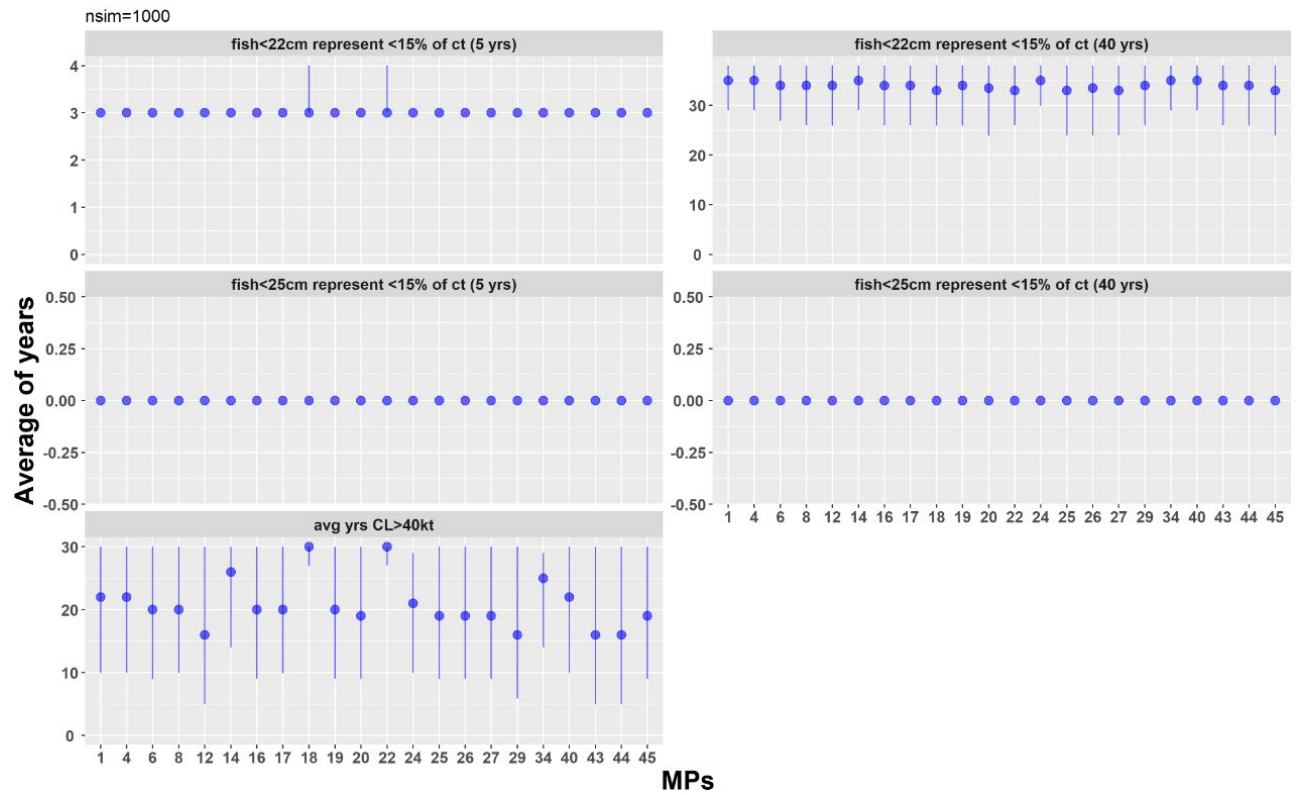 nsim=1000
fish<22cm represent <15% of ct (5 yrs)
4
3
2
1
0
fish<22cm represent <15% of ct (40 yrs)
30
20
10
0
Average of years
fish<25cm represent <15% of ct (5 yrs)
0.50
0.25
0.00
-0.25
-0.50
fish<25cm represent <15% of ct (40 yrs)
0.50
0.25
0.00
-0.25
-0.50
1 4 6 8 12 14 16 17 18 19 20 22 24 25 26 27 29 34 40 43 44 45
avg yrs CL>40kt
30
20
10
0
1 4 6 8 12 14 16 17 18 19 20 22 24 25 26 27 29 34 40 43 44 45
MPs